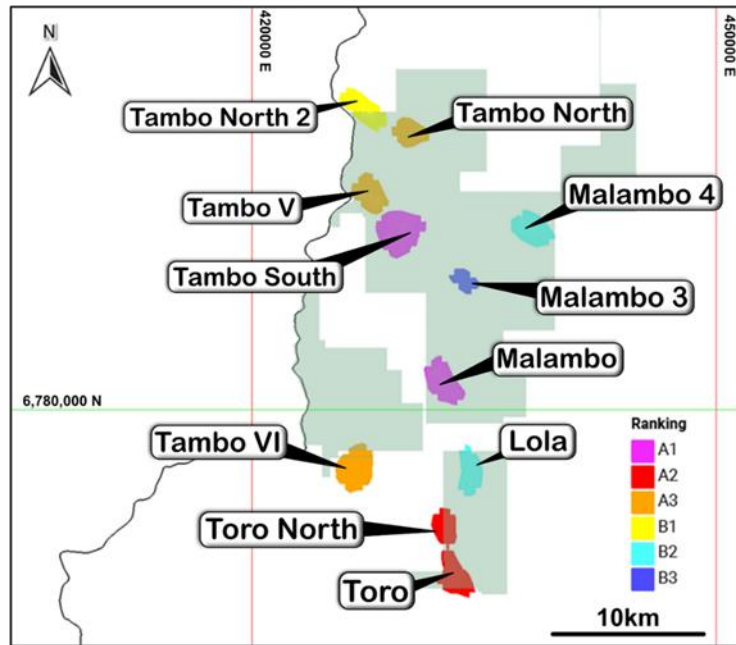 N
420000 E
450000 E
Tambo North 2
Tambo North
Tambo V
Malambo 4
Tambo South
Malambo 3
Malambo
6,780,000 N
Tambo VI
Lola
Toro North
Toro
Ranking
A1
A2
A3
B1
B2
B3
10km